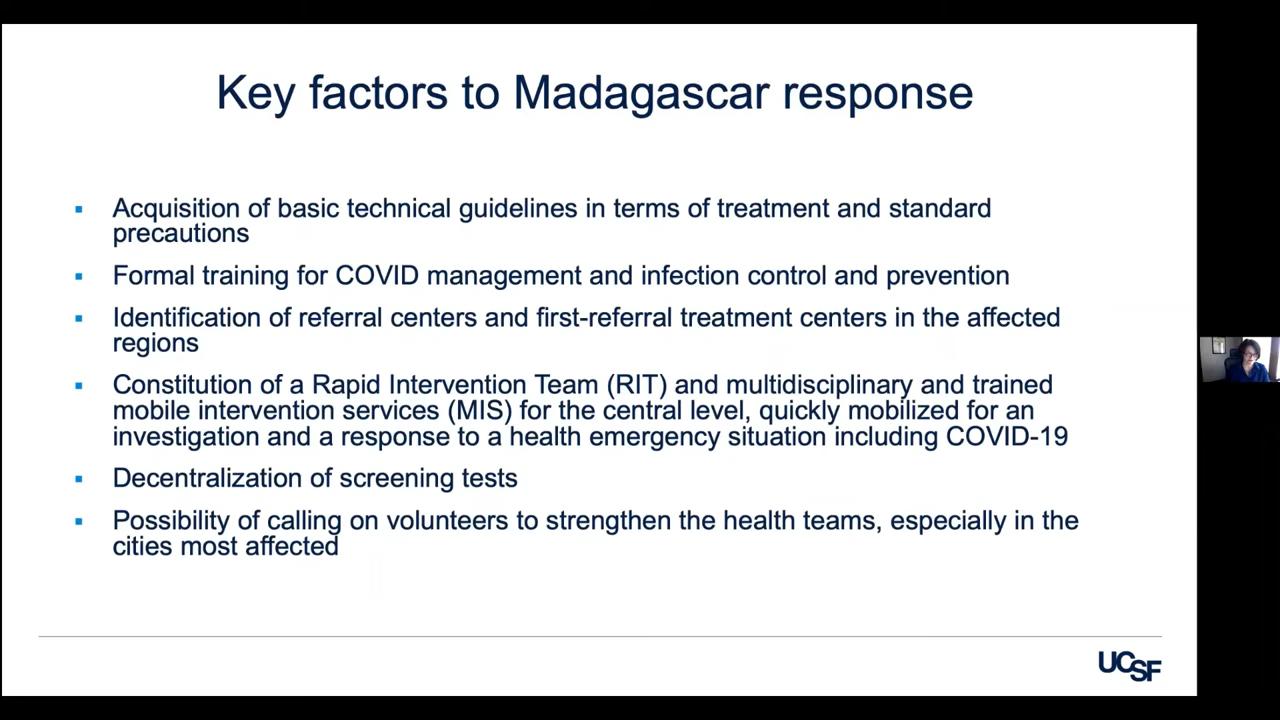 Key factors to Madagascar response
Acquisition of basic technical guidelines in terms of treatment and standard
precautions
Formal training for COVID management and infection control and prevention
Identification of referral centers and first-referral treatment centers in the affected
regions
Constitution of a Rapid Intervention Team (RIT) and multidisciplinary and trained
mobile intervention services (MIS) for the central level, quickly mobilized for an
investigation and a response to a health emergency situation including COVID-19
Decentralization of screening tests
Possibility of calling on volunteers to strengthen the health teams, especially in the
cities most affected
UCSF